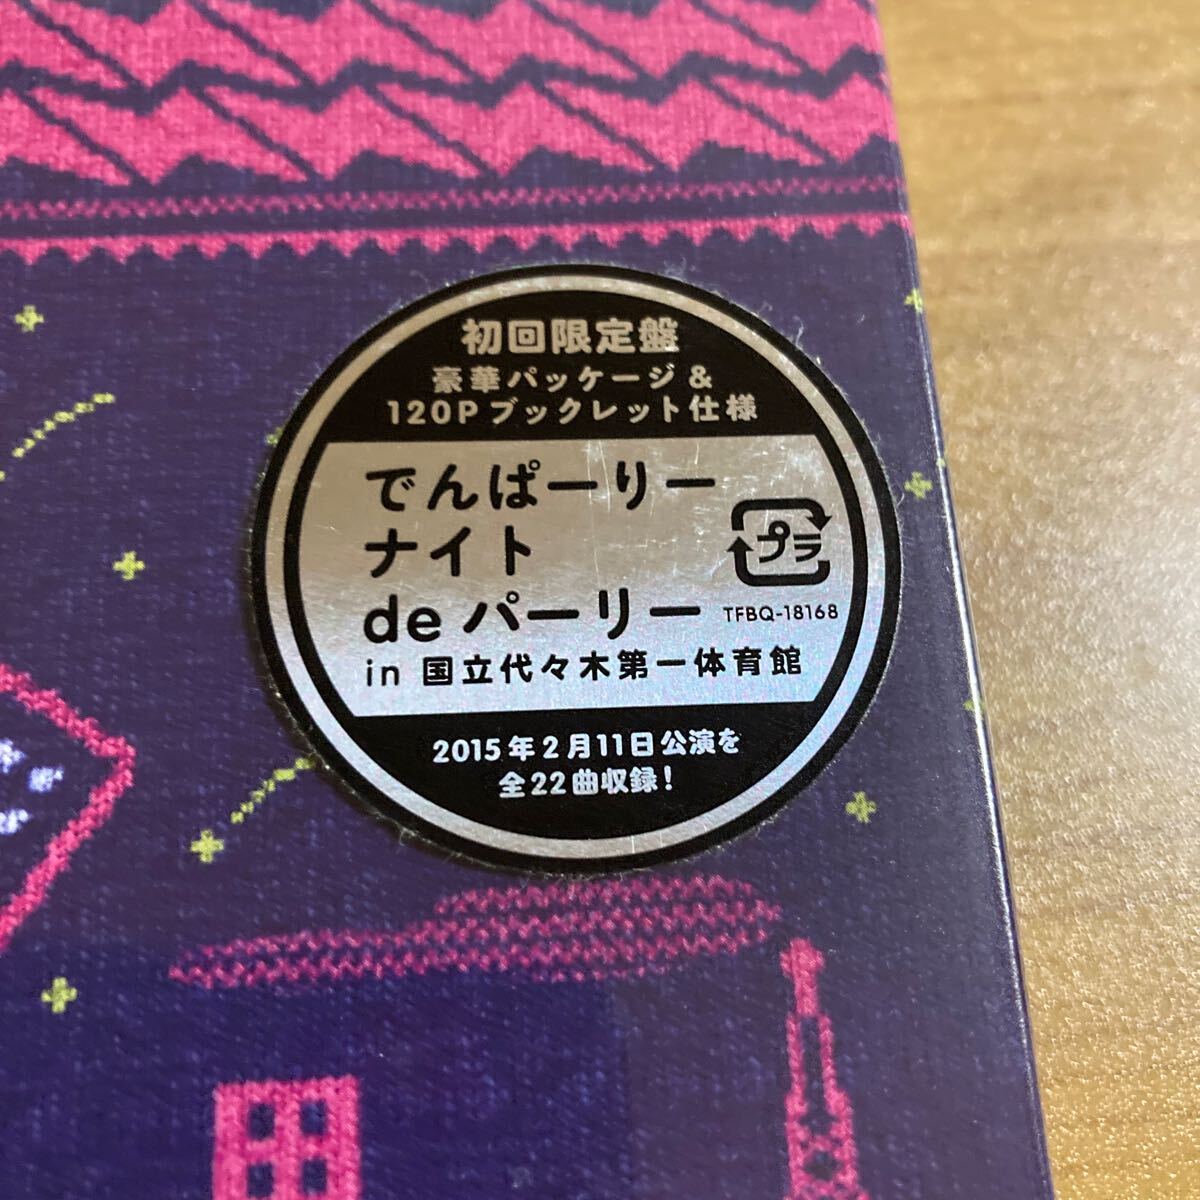 初回限定盤
豪華パッケージ&
120Pブックレット仕様
でんぱーりー
ナイト
de パーリー
in 国立代々木第一体育館
プラ
TFBQ-18168
2015年2月11日公演を
全22曲収録!